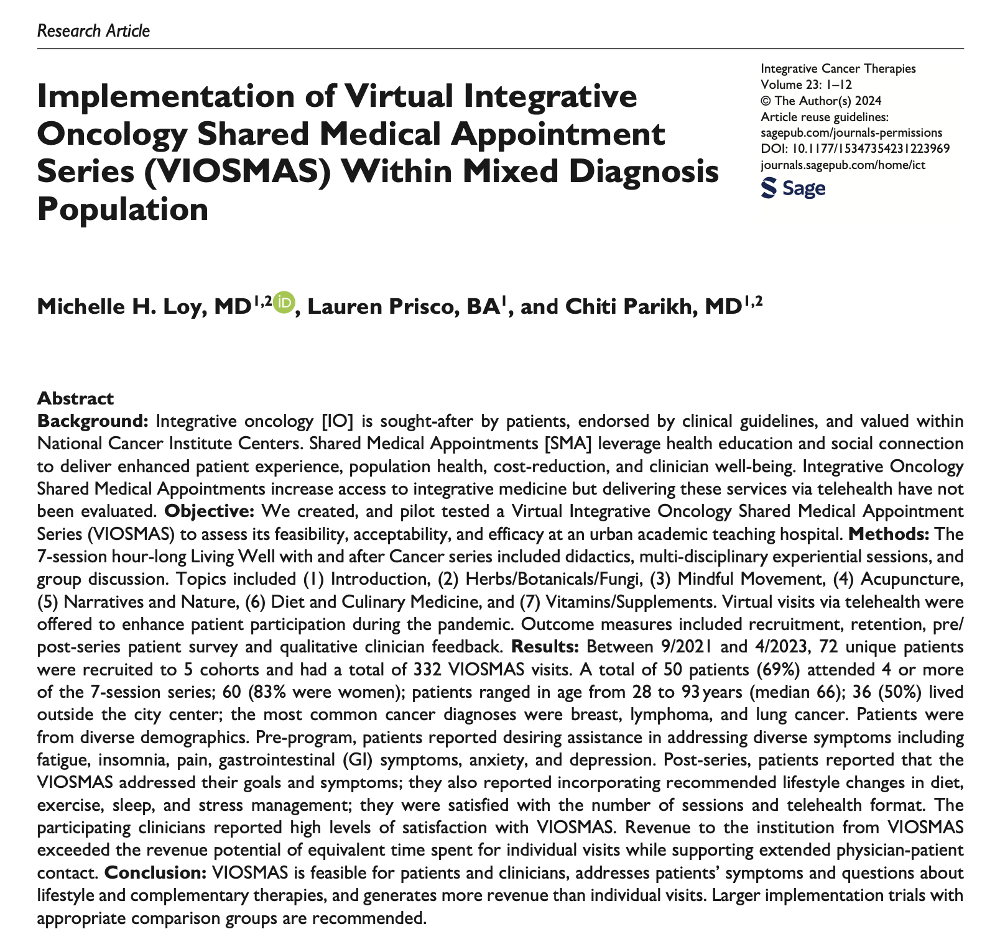 Research Article
Implementation of Virtual Integrative
Oncology Shared Medical Appointment
Series (VIOSMAS) Within Mixed Diagnosis
Population
Integrative Cancer Therapies
Volume 23: 1–12
© The Author(s) 2024
Article reuse guidelines:
sagepub.com/journals-permissions
DOI: 10.1177/15347354231223969
journals.sagepub.com/home/ict
Sage
Michelle H. Loy, MD1,2 iD, Lauren Prisco, BA1, and Chiti Parikh, MD1,2
Abstract
Background: Integrative oncology [IO] is sought-after by patients, endorsed by clinical guidelines, and valued within
National Cancer Institute Centers. Shared Medical Appointments [SMA] leverage health education and social connection
to deliver enhanced patient experience, population health, cost-reduction, and clinician well-being. Integrative Oncology
Shared Medical Appointments increase access to integrative medicine but delivering these services via telehealth have not
been evaluated. Objective: We created, and pilot tested a Virtual Integrative Oncology Shared Medical Appointment
Series (VIOSMAS) to assess its feasibility, acceptability, and efficacy at an urban academic teaching hospital. Methods: The
7-session hour-long Living Well with and after Cancer series included didactics, multi-disciplinary experiential sessions, and
group discussion. Topics included (1) Introduction, (2) Herbs/Botanicals/Fungi, (3) Mindful Movement, (4) Acupuncture,
(5) Narratives and Nature, (6) Diet and Culinary Medicine, and (7) Vitamins/Supplements. Virtual visits via telehealth were
offered to enhance patient participation during the pandemic. Outcome measures included recruitment, retention, pre/
post-series patient survey and qualitative clinician feedback. Results: Between 9/2021 and 4/2023, 72 unique patients
were recruited to 5 cohorts and had a total of 332 VIOSMAS visits. A total of 50 patients (69%) attended 4 or more
of the 7-session series; 60 (83% were women); patients ranged in age from 28 to 93 years (median 66); 36 (50%) lived
outside the city center; the most common cancer diagnoses were breast, lymphoma, and lung cancer. Patients were
from diverse demographics. Pre-program, patients reported desiring assistance in addressing diverse symptoms including
fatigue, insomnia, pain, gastrointestinal (GI) symptoms, anxiety, and depression. Post-series, patients reported that the
VIOSMAS addressed their goals and symptoms; they also reported incorporating recommended lifestyle changes in diet,
exercise, sleep, and stress management; they were satisfied with the number of sessions and telehealth format. The
participating clinicians reported high levels of satisfaction with VIOSMAS. Revenue to the institution from VIOSMAS
exceeded the revenue potential of equivalent time spent for individual visits while supporting extended physician-patient
contact. Conclusion: VIOSMAS is feasible for patients and clinicians, addresses patients’ symptoms and questions about
lifestyle and complementary therapies, and generates more revenue than individual visits. Larger implementation trials with
appropriate comparison groups are recommended.